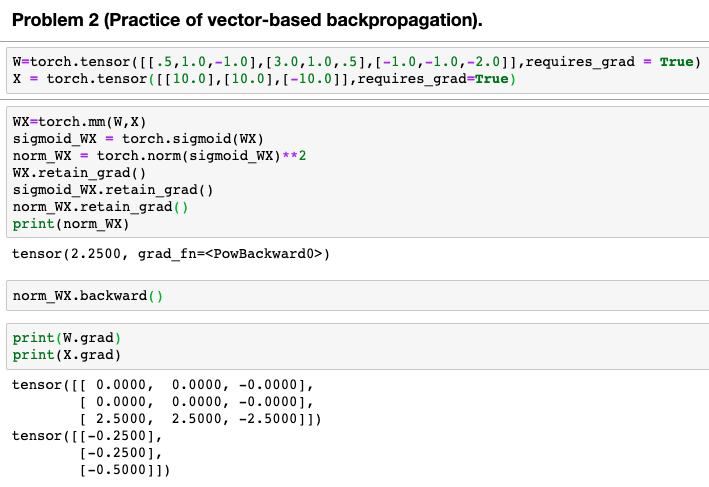 Problem 2 (Practice of vector-based backpropagation).
W=torch.tensor([[.5,1.0,-1.0],[3.0,1.0,.5],[-1.0,-1.0,-2.0]],requires_grad = True)
X = torch.tensor([[10.0],[10.0],[-10.0]],requires_grad=True)
WX=torch.mm(W,X)
sigmoid_WX = torch.sigmoid(WX)
norm_WX = torch.norm(sigmoid_WX)**2
WX.retain_grad()
sigmoid_WX.retain_grad()
norm_WX.retain_grad()
print(norm_WX)
tensor(2.2500, grad_fn=<PowBackward0>)
norm_WX.backward()
print(W.grad)
print(X.grad)
tensor([[ 0.0000,  0.0000, -0.0000],
        [ 0.0000,  0.0000, -0.0000],
        [ 2.5000,  2.5000, -2.5000]])
tensor([[-0.2500],
        [-0.2500],
        [-0.5000]])